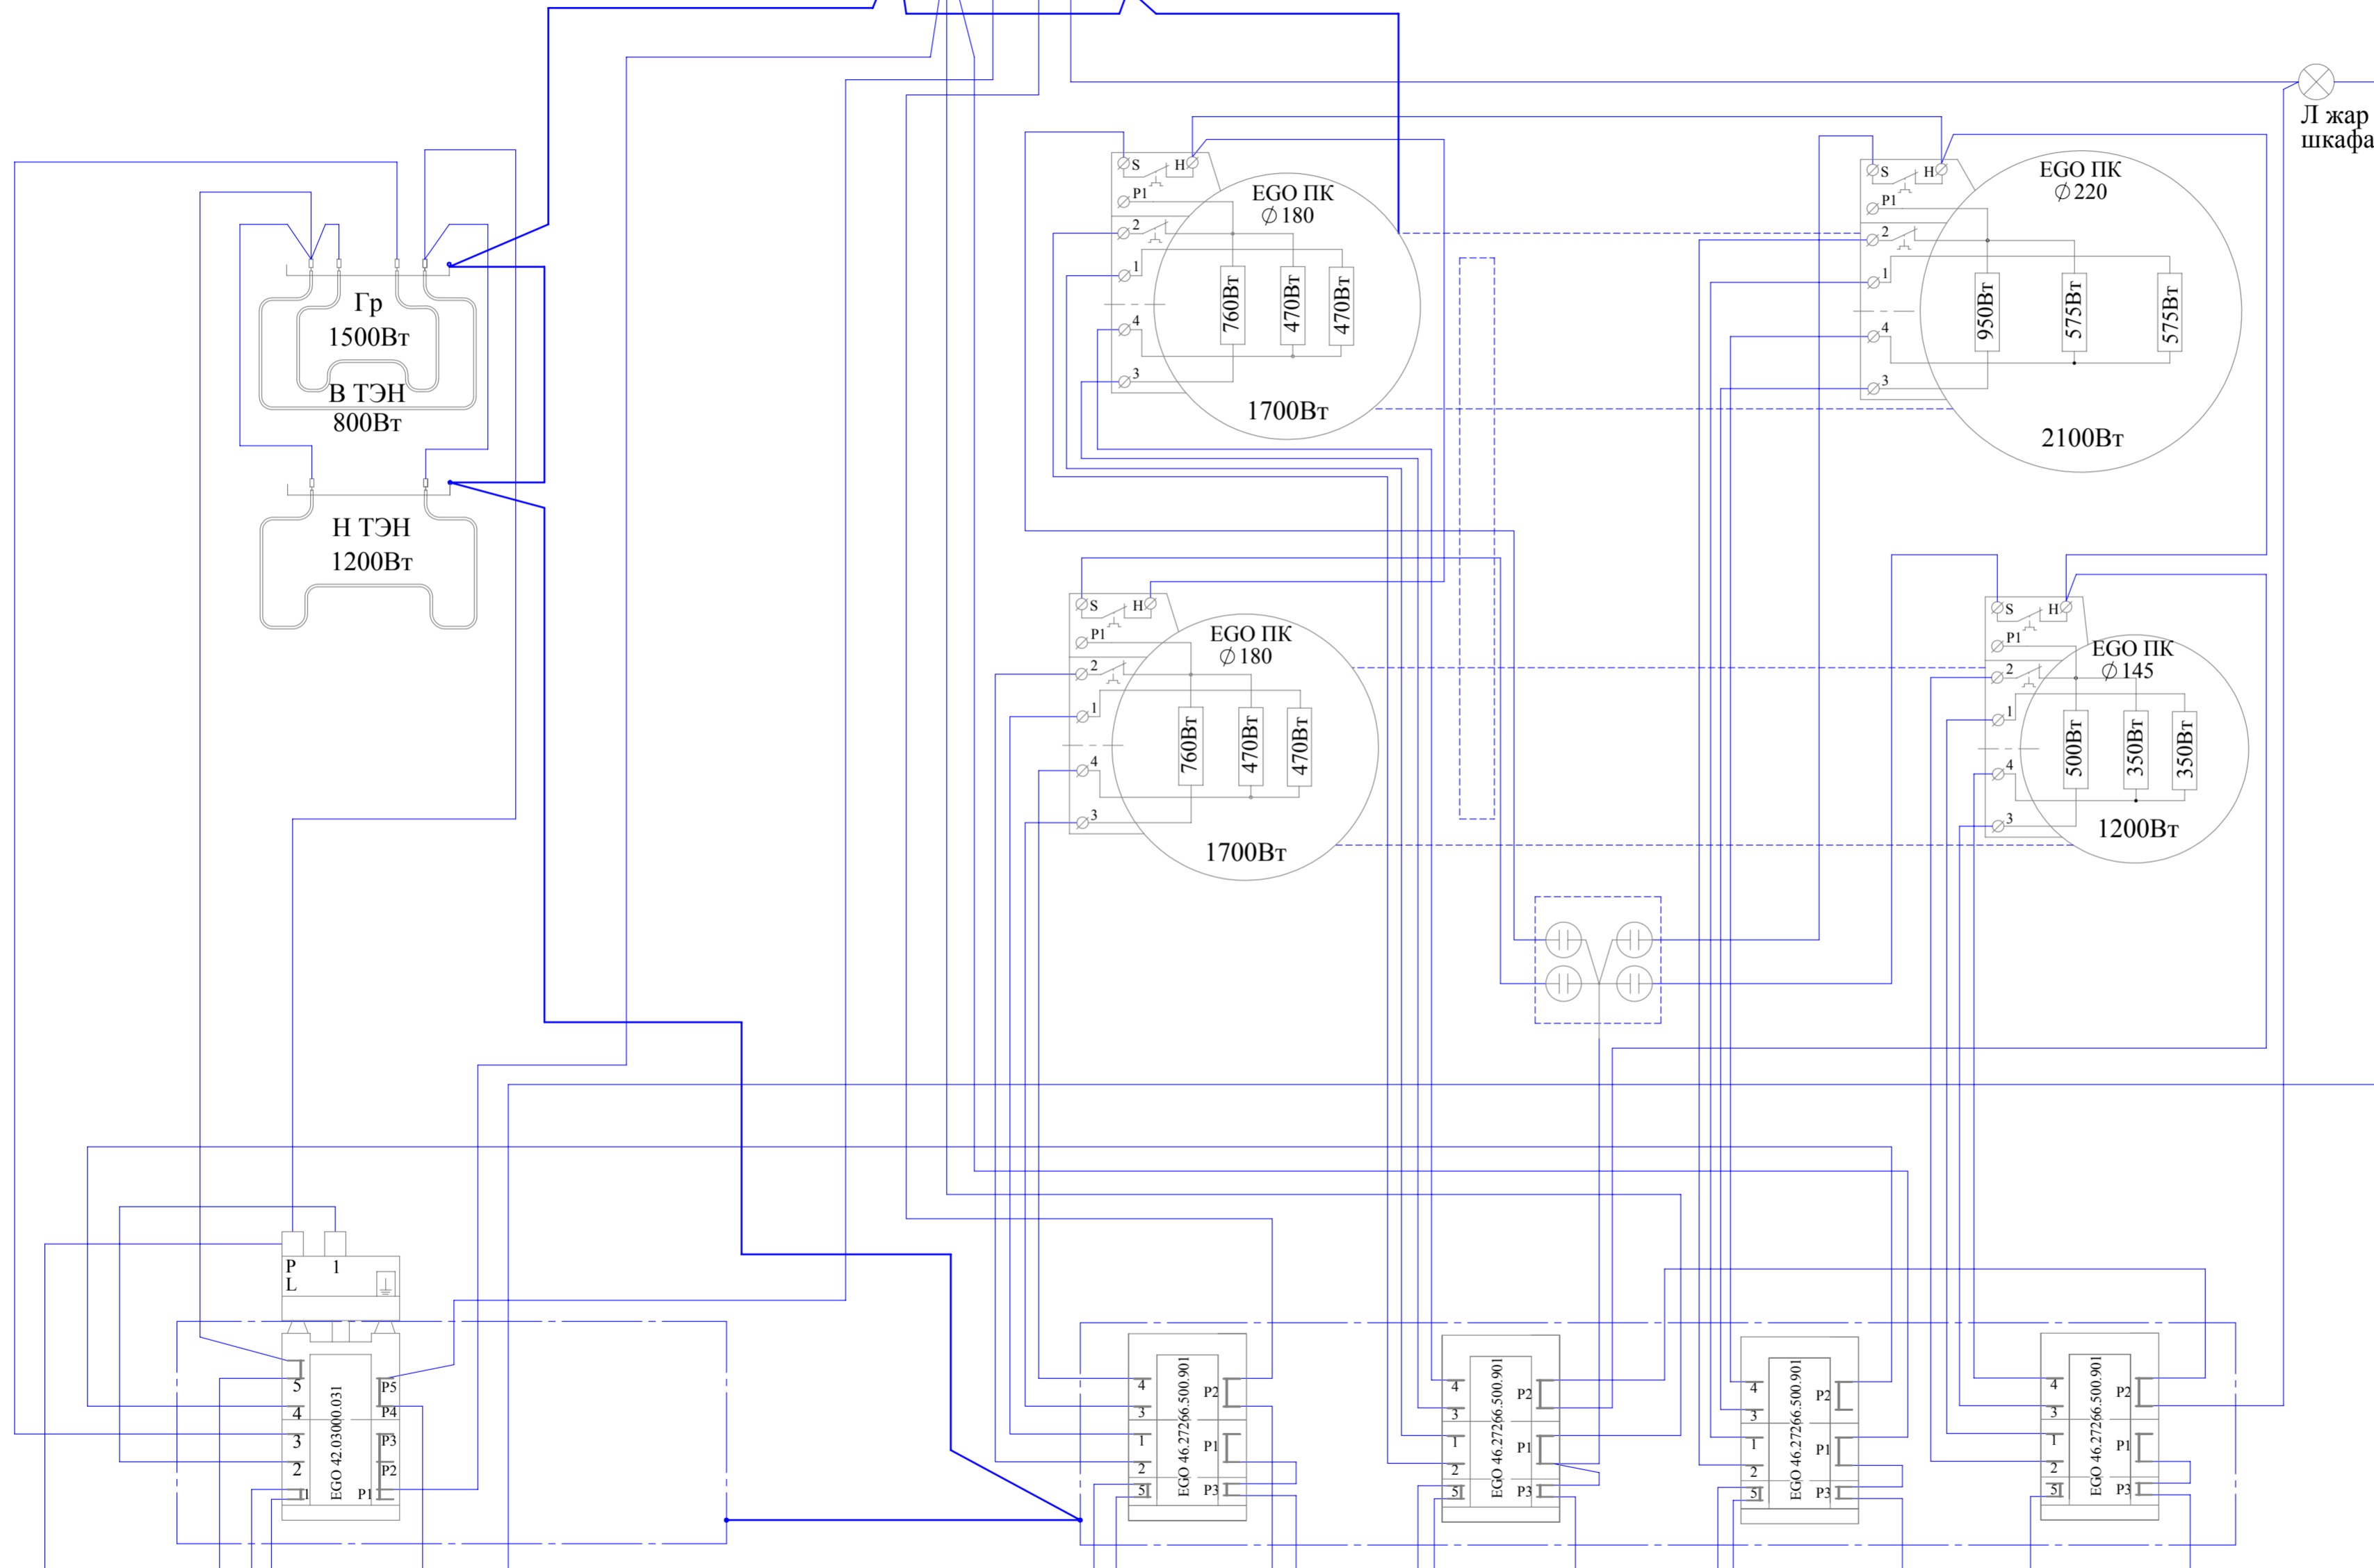 Л жар
шкафа
S
H
P1
2
1
4
3
EGO ПК
∅ 180
760Вт
470Вт
470Вт
1700Вт
S
H
P1
2
1
4
3
EGO ПК
∅ 220
950Вт
575Вт
575Вт
2100Вт
Гр
1500Вт
В ТЭН
800Вт
Н ТЭН
1200Вт
S
H
P1
2
1
4
3
EGO ПК
∅ 180
760Вт
470Вт
470Вт
1700Вт
S
H
P1
2
1
4
3
EGO ПК
∅ 145
500Вт
350Вт
350Вт
1200Вт
P 1
L
5
4
3
2
1
EGO 42.03000.031
P5
P4
P3
P2
P1
4
3
1
2
5
EGO 46.27266.500.901
P2
P1
P3
4
3
1
2
5
EGO 46.27266.500.901
P2
P1
P3
4
3
1
2
5
EGO 46.27266.500.901
P2
P1
P3
4
3
1
2
5
EGO 46.27266.500.901
P2
P1
P3